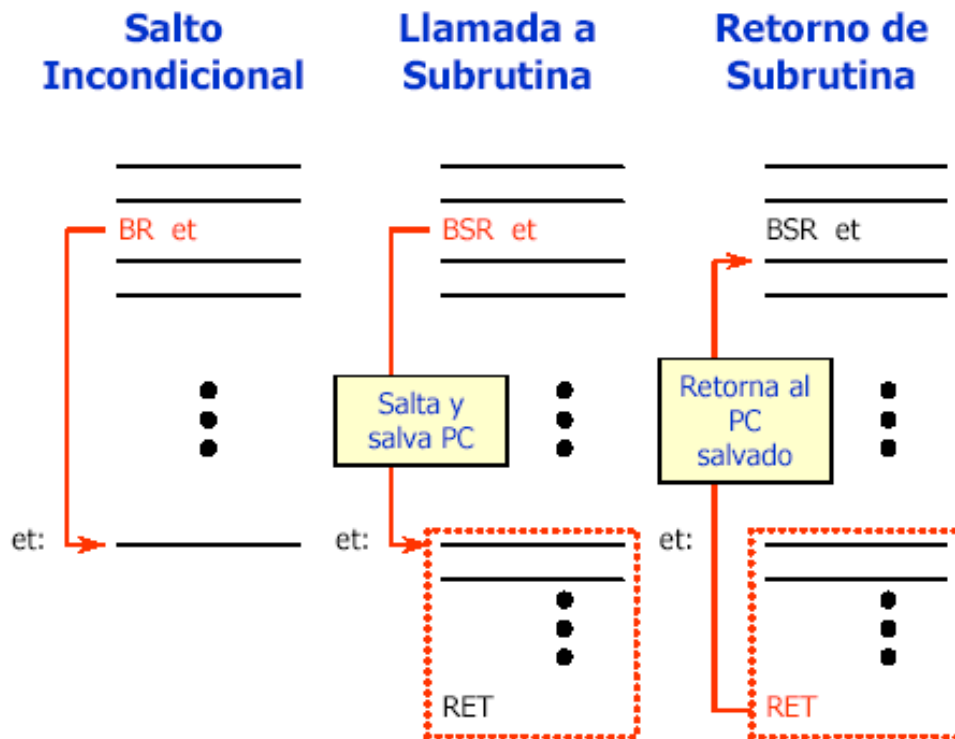 Salto
Incondicional
BR et
et:
Llamada a
Subrutina
BSR et
Salta y
salva PC
et:
RET
Retorno de
Subrutina
BSR et
Retorna al
PC
salvado
et:
RET